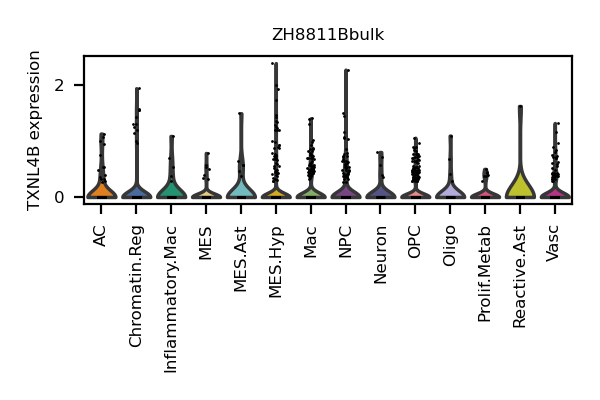 ZH8811Bbulk
TXNL4B expression
2
0
AC
Chromatin.Reg
Inflammatory.Mac
MES
MES.Ast
MES.Hyp
Mac
NPC
Neuron
OPC
Oligo
Prolif.Metab
Reactive.Ast
Vasc